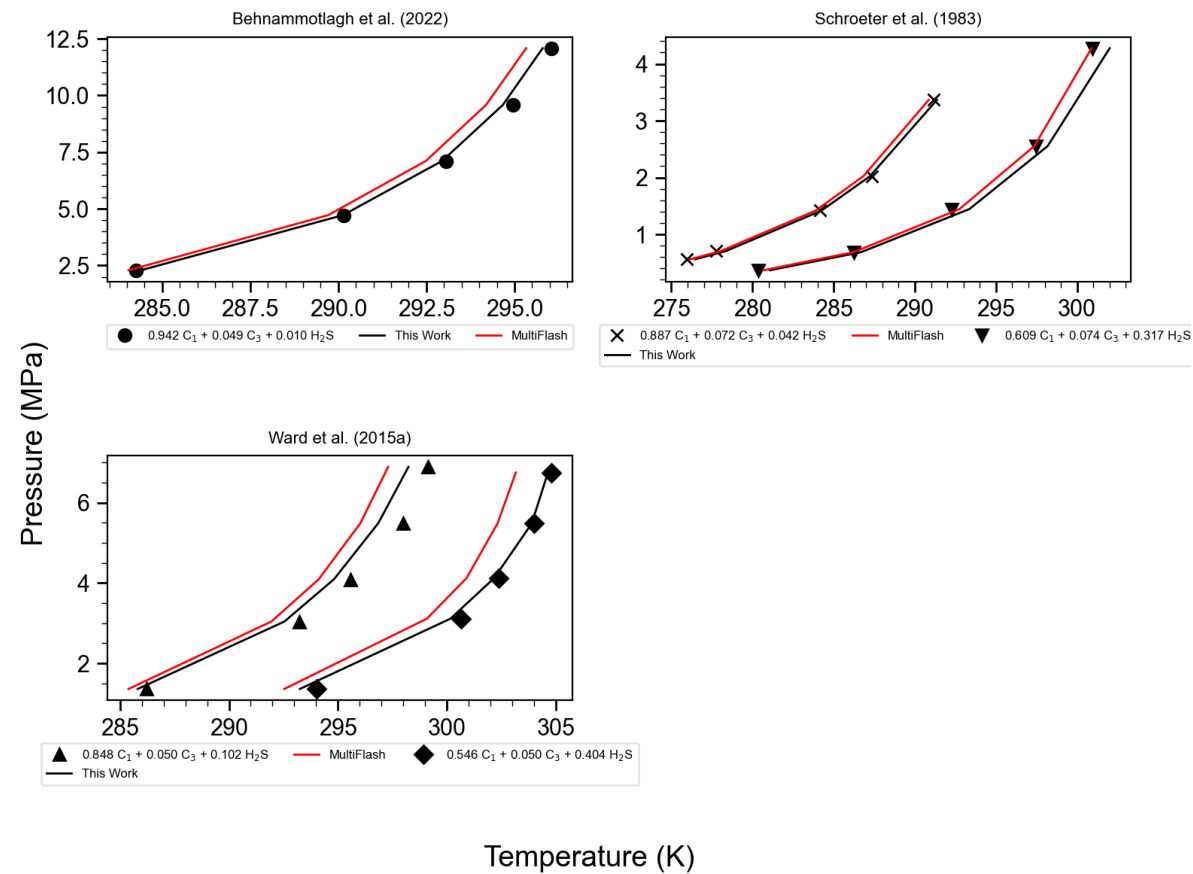 Behnammotlagh et al. (2022)
12.5
10.0
7.5
5.0
2.5
285.0 287.5 290.0 292.5 295.0
0.942 C₁ + 0.049 C₃ + 0.010 H₂S This Work MultiFlash
Schroeter et al. (1983)
4
3
2
1
275 280 285 290 295 300
0.887 C₁ + 0.072 C₃ + 0.042 H₂S MultiFlash 0.609 C₁ + 0.074 C₃ + 0.317 H₂S
This Work
Pressure (MPa)
Ward et al. (2015a)
6
4
2
285 290 295 300 305
0.848 C₁ + 0.050 C₃ + 0.102 H₂S MultiFlash 0.546 C₁ + 0.050 C₃ + 0.404 H₂S
This Work
Temperature (K)